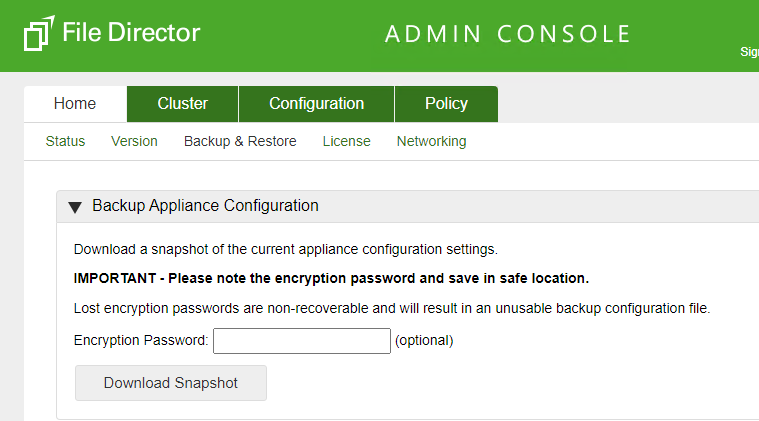 File Director
ADMIN CONSOLE
Home Cluster Configuration Policy
Status Version Backup & Restore License Networking
Backup Appliance Configuration
Download a snapshot of the current appliance configuration settings.
IMPORTANT - Please note the encryption password and save in safe location.
Lost encryption passwords are non-recoverable and will result in an unusable backup configuration file.
Encryption Password: (optional)
Download Snapshot